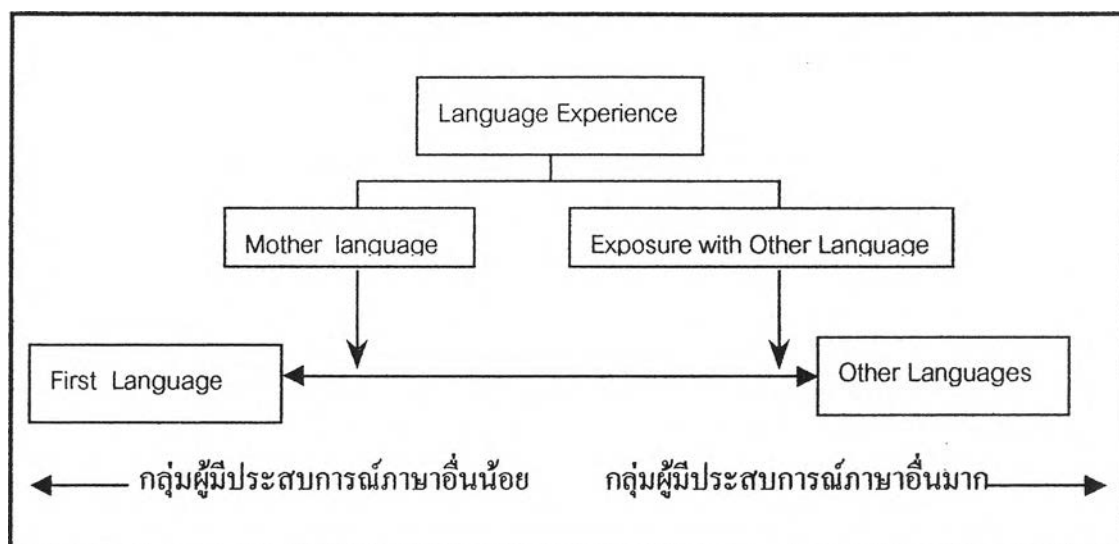 Language Experience
Mother language
Exposure with Other Language
First Language
Other Languages
กลุ่มผู้มีประสบการณ์ภาษาอื่นน้อย
กลุ่มผู้มีประสบการณ์ภาษาอื่นมาก